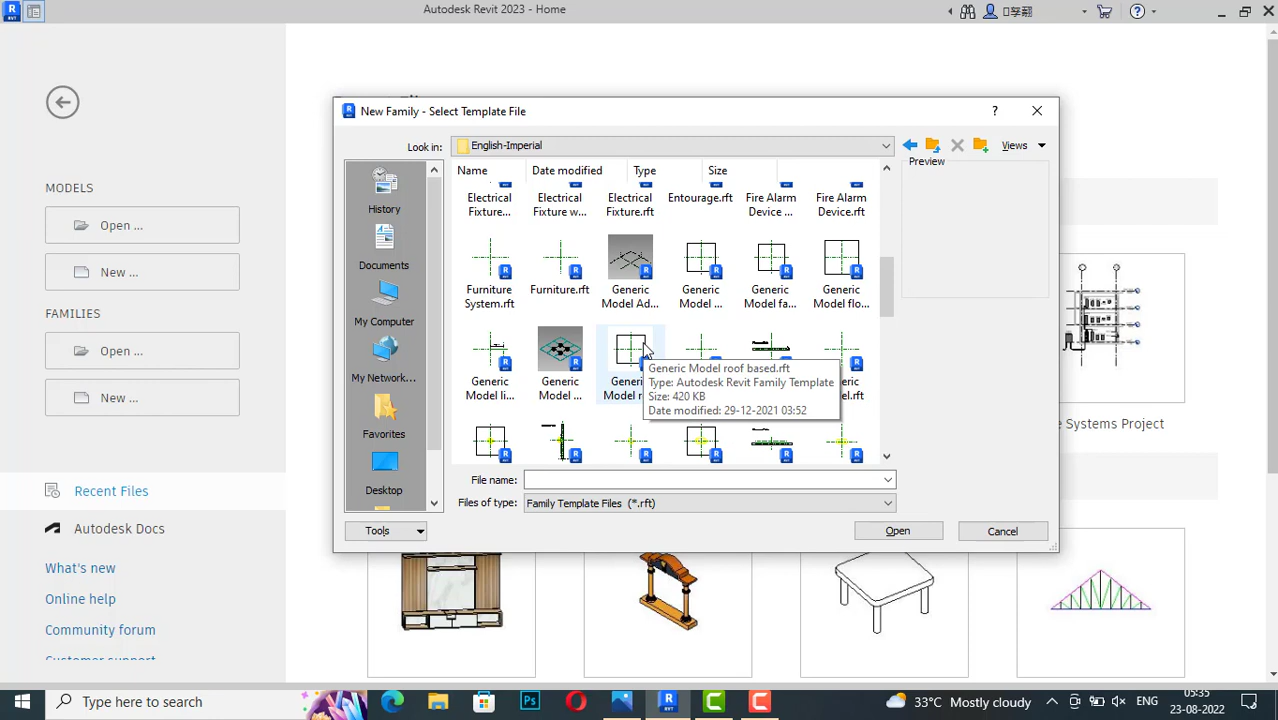 Autodesk Revit 2023 - Home
New Family - Select Template File
Look in:
English-Imperial
Views
Name
Date modified
Type
Size
Preview
Electrical Fixture...
Electrical Fixture w...
Electrical Fixture.rft
Entourage.rft
Fire Alarm Device ...
Fire Alarm Device.rft
Furniture System.rft
Furniture.rft
Generic Model Ad...
Generic Model ...
Generic Model fa...
Generic Model flo...
Generic Model li...
Generic Model ...
Generic Model roof based.rft
Type: Autodesk Revit Family Template
Size: 420 KB
Date modified: 29-12-2021 03:52
File name:
Files of type:
Family Template Files (*.rft)
Tools
Open
Cancel
History
Documents
My Computer
My Network...
Favorites
Desktop
MODELS
Open ...
New ...
FAMILIES
Open ...
New ...
Recent Files
Autodesk Docs
What's new
Online help
Community forum
Customer support
Systems Project
Type here to search
33°C Mostly cloudy
ENG
05:35
23-08-2022